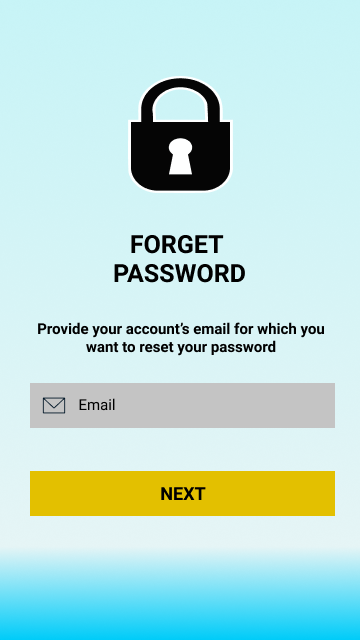 FORGET
PASSWORD
Provide your account's email for which you
want to reset your password
Email
NEXT